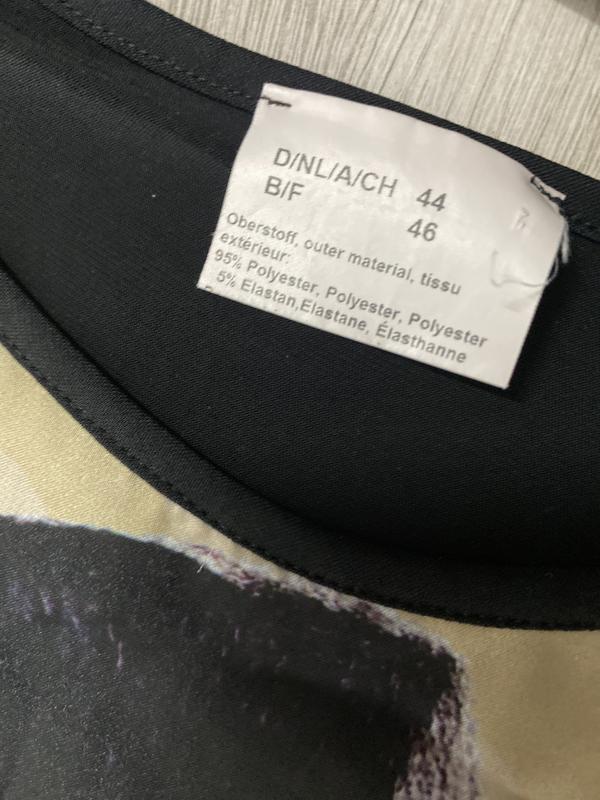 D/NL/A/CH 44
B/F 46
Oberstoff, outer material, tissu
extérieur:
95% Polyester, Polyester, Polyester
5% Elastan,Elastane, Élasthanne